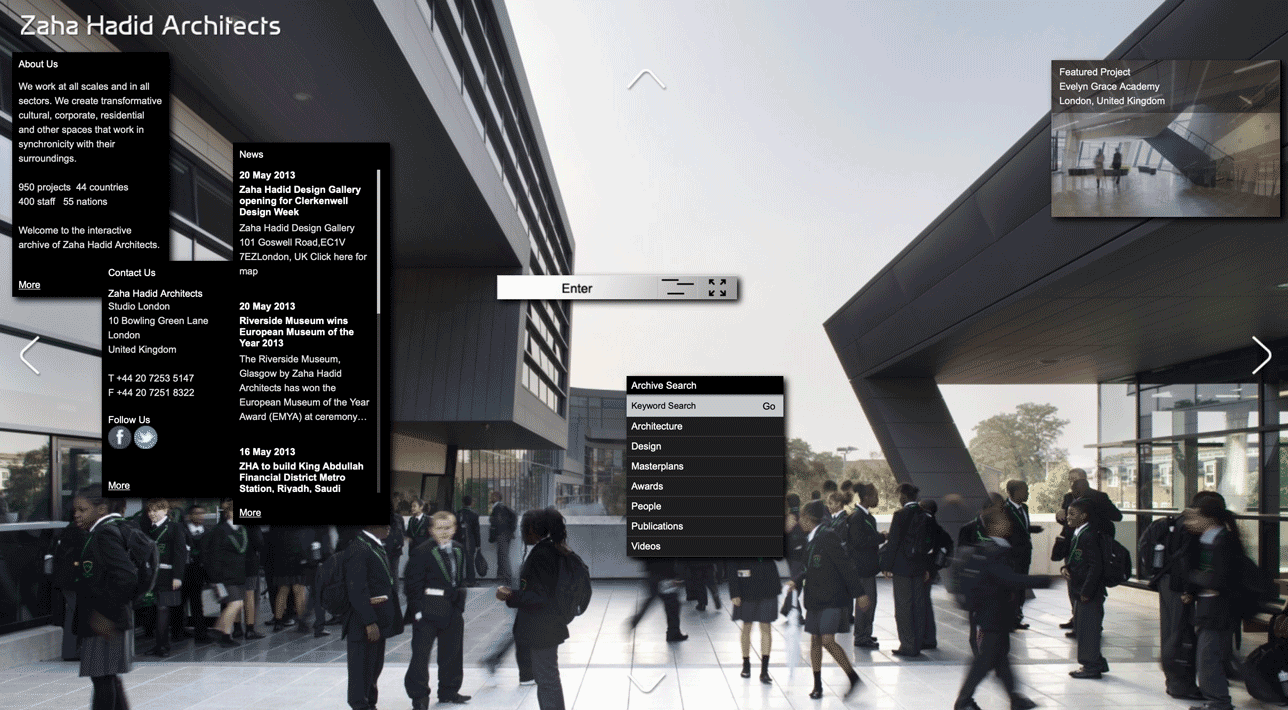 Zaha Hadid Architects
About Us
We work at all scales and in all
sectors. We create transformative
cultural, corporate, residential
and other spaces that work in
synchronicity with their
surroundings.
950 projects  44 countries
400 staff   55 nations
Welcome to the interactive
archive of Zaha Hadid Architects.
More
Contact Us
Zaha Hadid Architects
Studio London
10 Bowling Green Lane
London
United Kingdom
T +44 20 7253 5147
F +44 20 7251 8322
Follow Us
f
More
News
20 May 2013
Zaha Hadid Design Gallery
opening for Clerkenwell
Design Week
Zaha Hadid Design Gallery
101 Goswell Road,EC1V
7EZLondon, UK Click here for
map
20 May 2013
Riverside Museum wins
European Museum of the
Year 2013
The Riverside Museum,
Glasgow by Zaha Hadid
Architects has won the
European Museum of the Year
Award (EMYA) at ceremony…
16 May 2013
ZHA to build King Abdullah
Financial District Metro
Station, Riyadh, Saudi
More
Enter
Archive Search
Keyword Search Go
Architecture
Design
Masterplans
Awards
People
Publications
Videos
Featured Project
Evelyn Grace Academy
London, United Kingdom